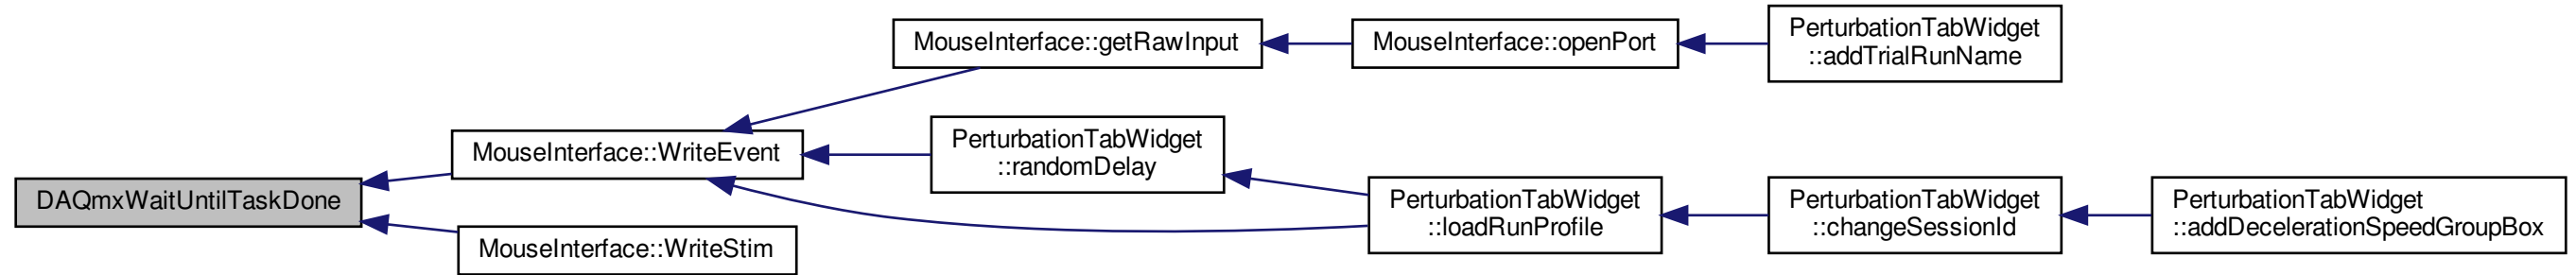 DAQmxWaitUntilTaskDone
MouseInterface::WriteEvent
MouseInterface::WriteStim
MouseInterface::getRawInput
PerturbationTabWidget
::randomDelay
MouseInterface::openPort
PerturbationTabWidget
::loadRunProfile
PerturbationTabWidget
::addTrialRunName
PerturbationTabWidget
::changeSessionId
PerturbationTabWidget
::addDecelerationSpeedGroupBox